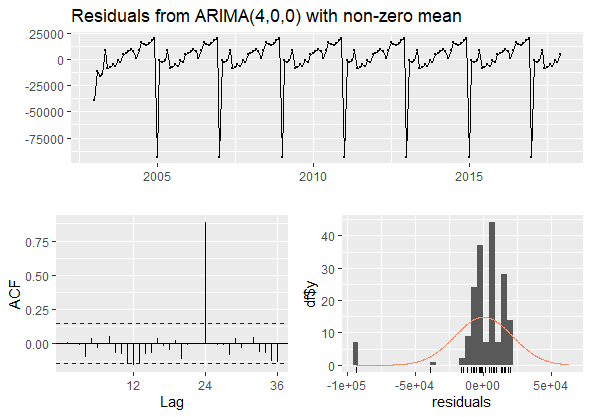 Residuals from ARIMA(4,0,0) with non-zero mean
25000
0
-25000
-50000
-75000
2005
2010
2015
ACF
0.75
0.50
0.25
0.00
12
24
36
Lag
df$y
40
30
20
10
0
-1e+05
-5e+04
0e+00
5e+04
residuals